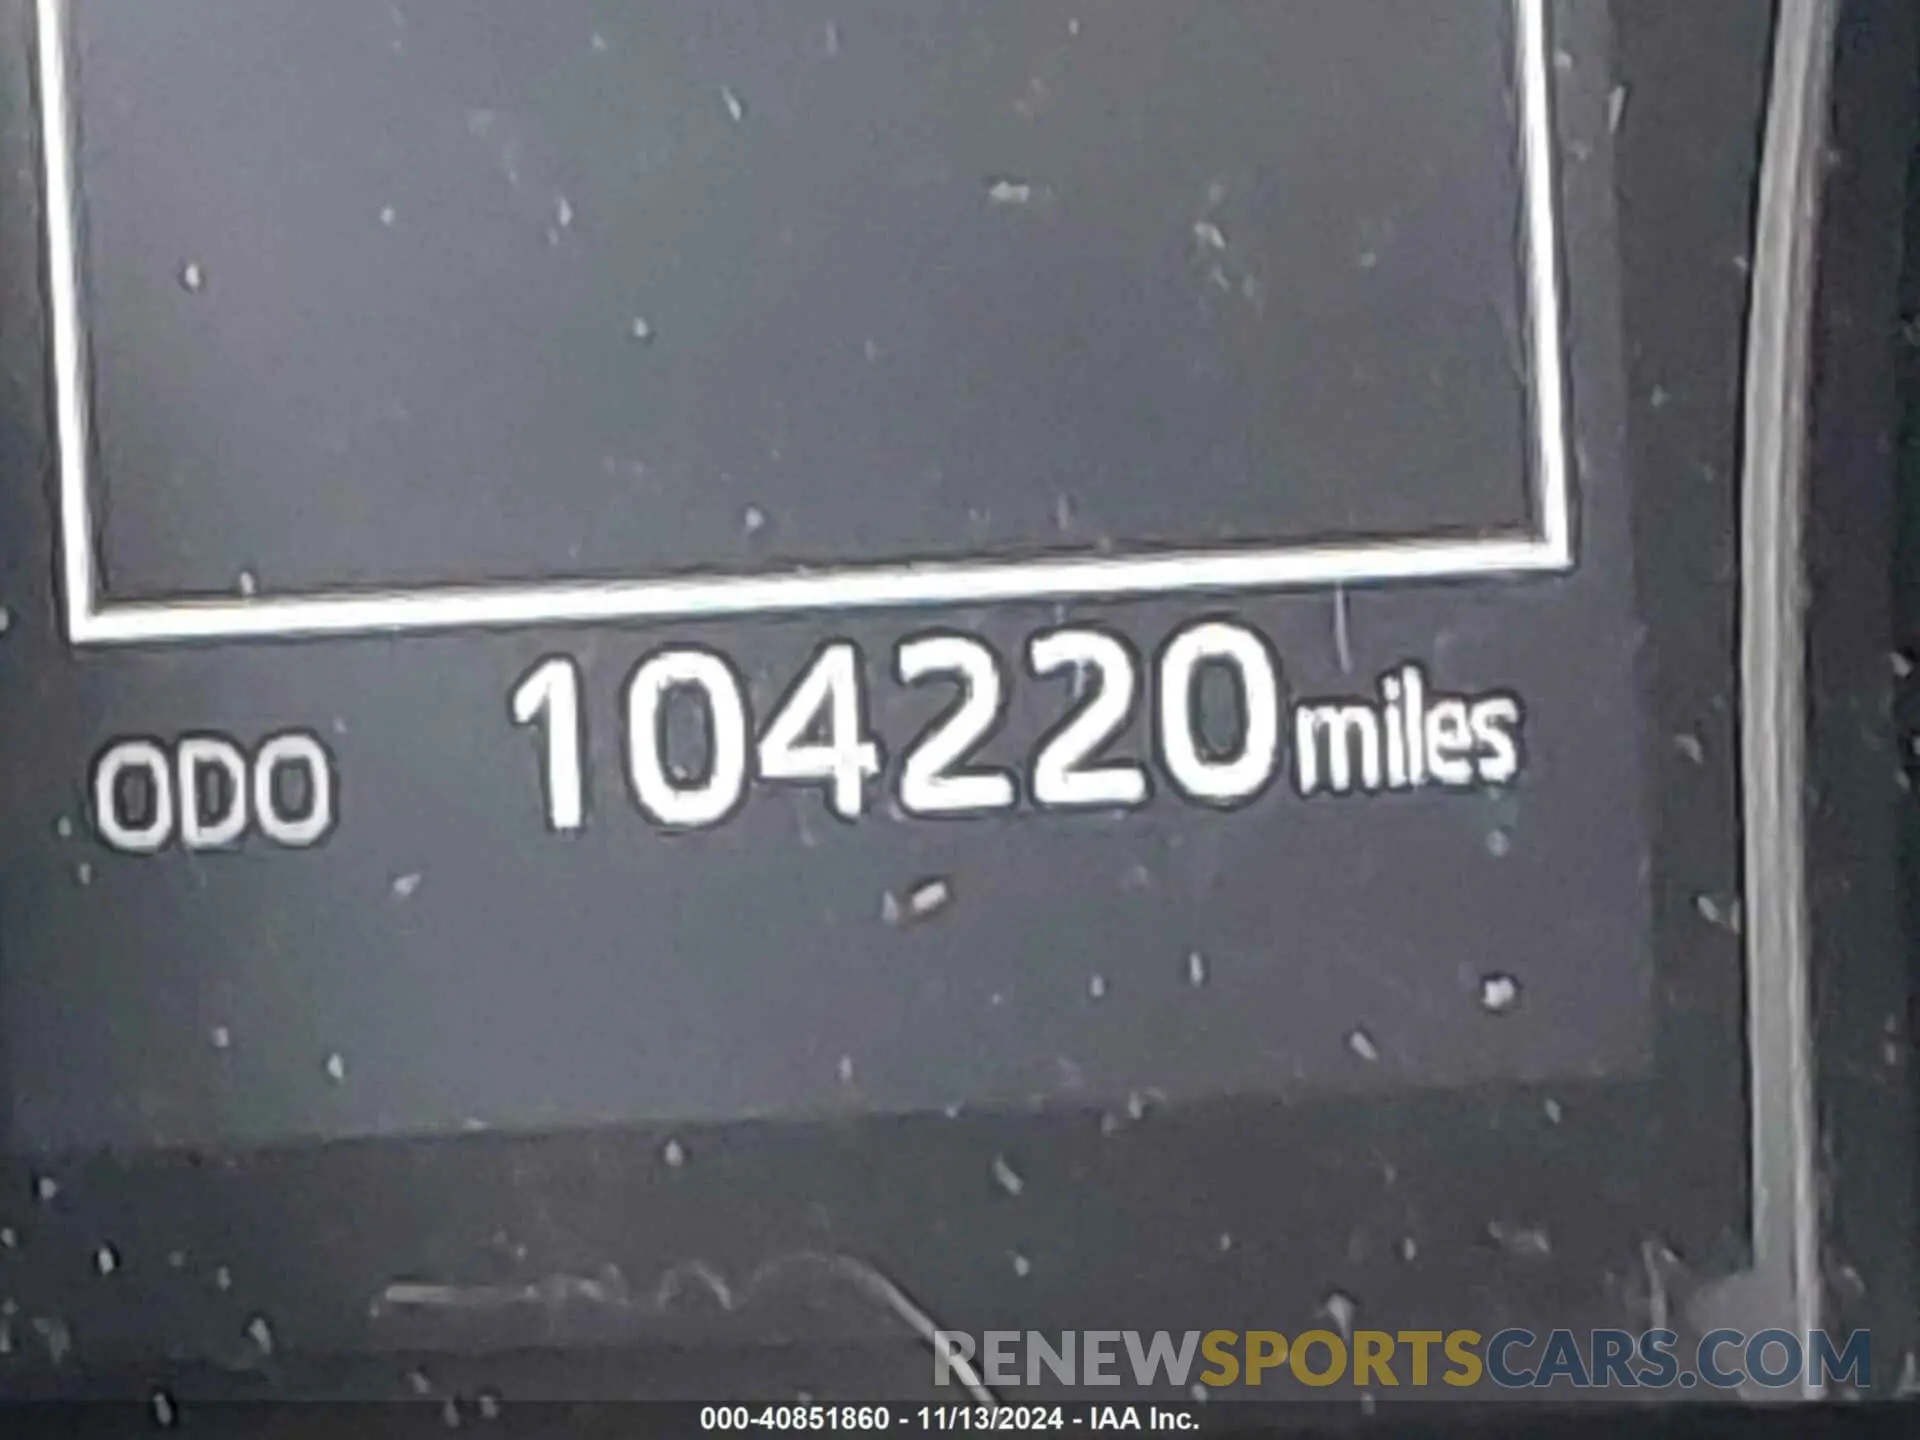 ODO 104220 miles
RENEWSPORTSCARS.COM
000-40851860 - 11/13/2024 - IAA Inc.